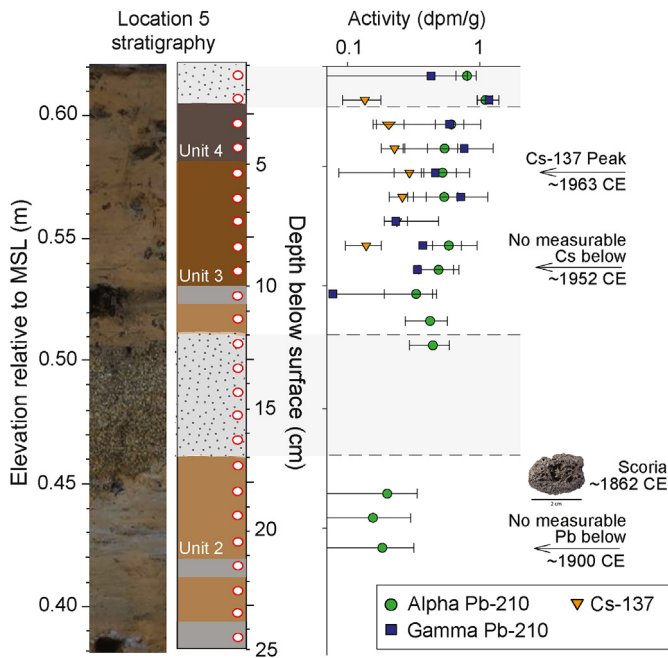 Location 5
stratigraphy
Activity (dpm/g)
0.1
1
0.60
0.55
0.50
0.45
0.40
Elevation relative to MSL (m)
Unit 4
Unit 3
Unit 2
5
10
15
20
25
Depth below surface (cm)
Cs-137 Peak
~1963 CE
No measurable
Cs below
~1952 CE
Scoria
~1862 CE
2 cm
No measurable
Pb below
~1900 CE
Alpha Pb-210
Cs-137
Gamma Pb-210